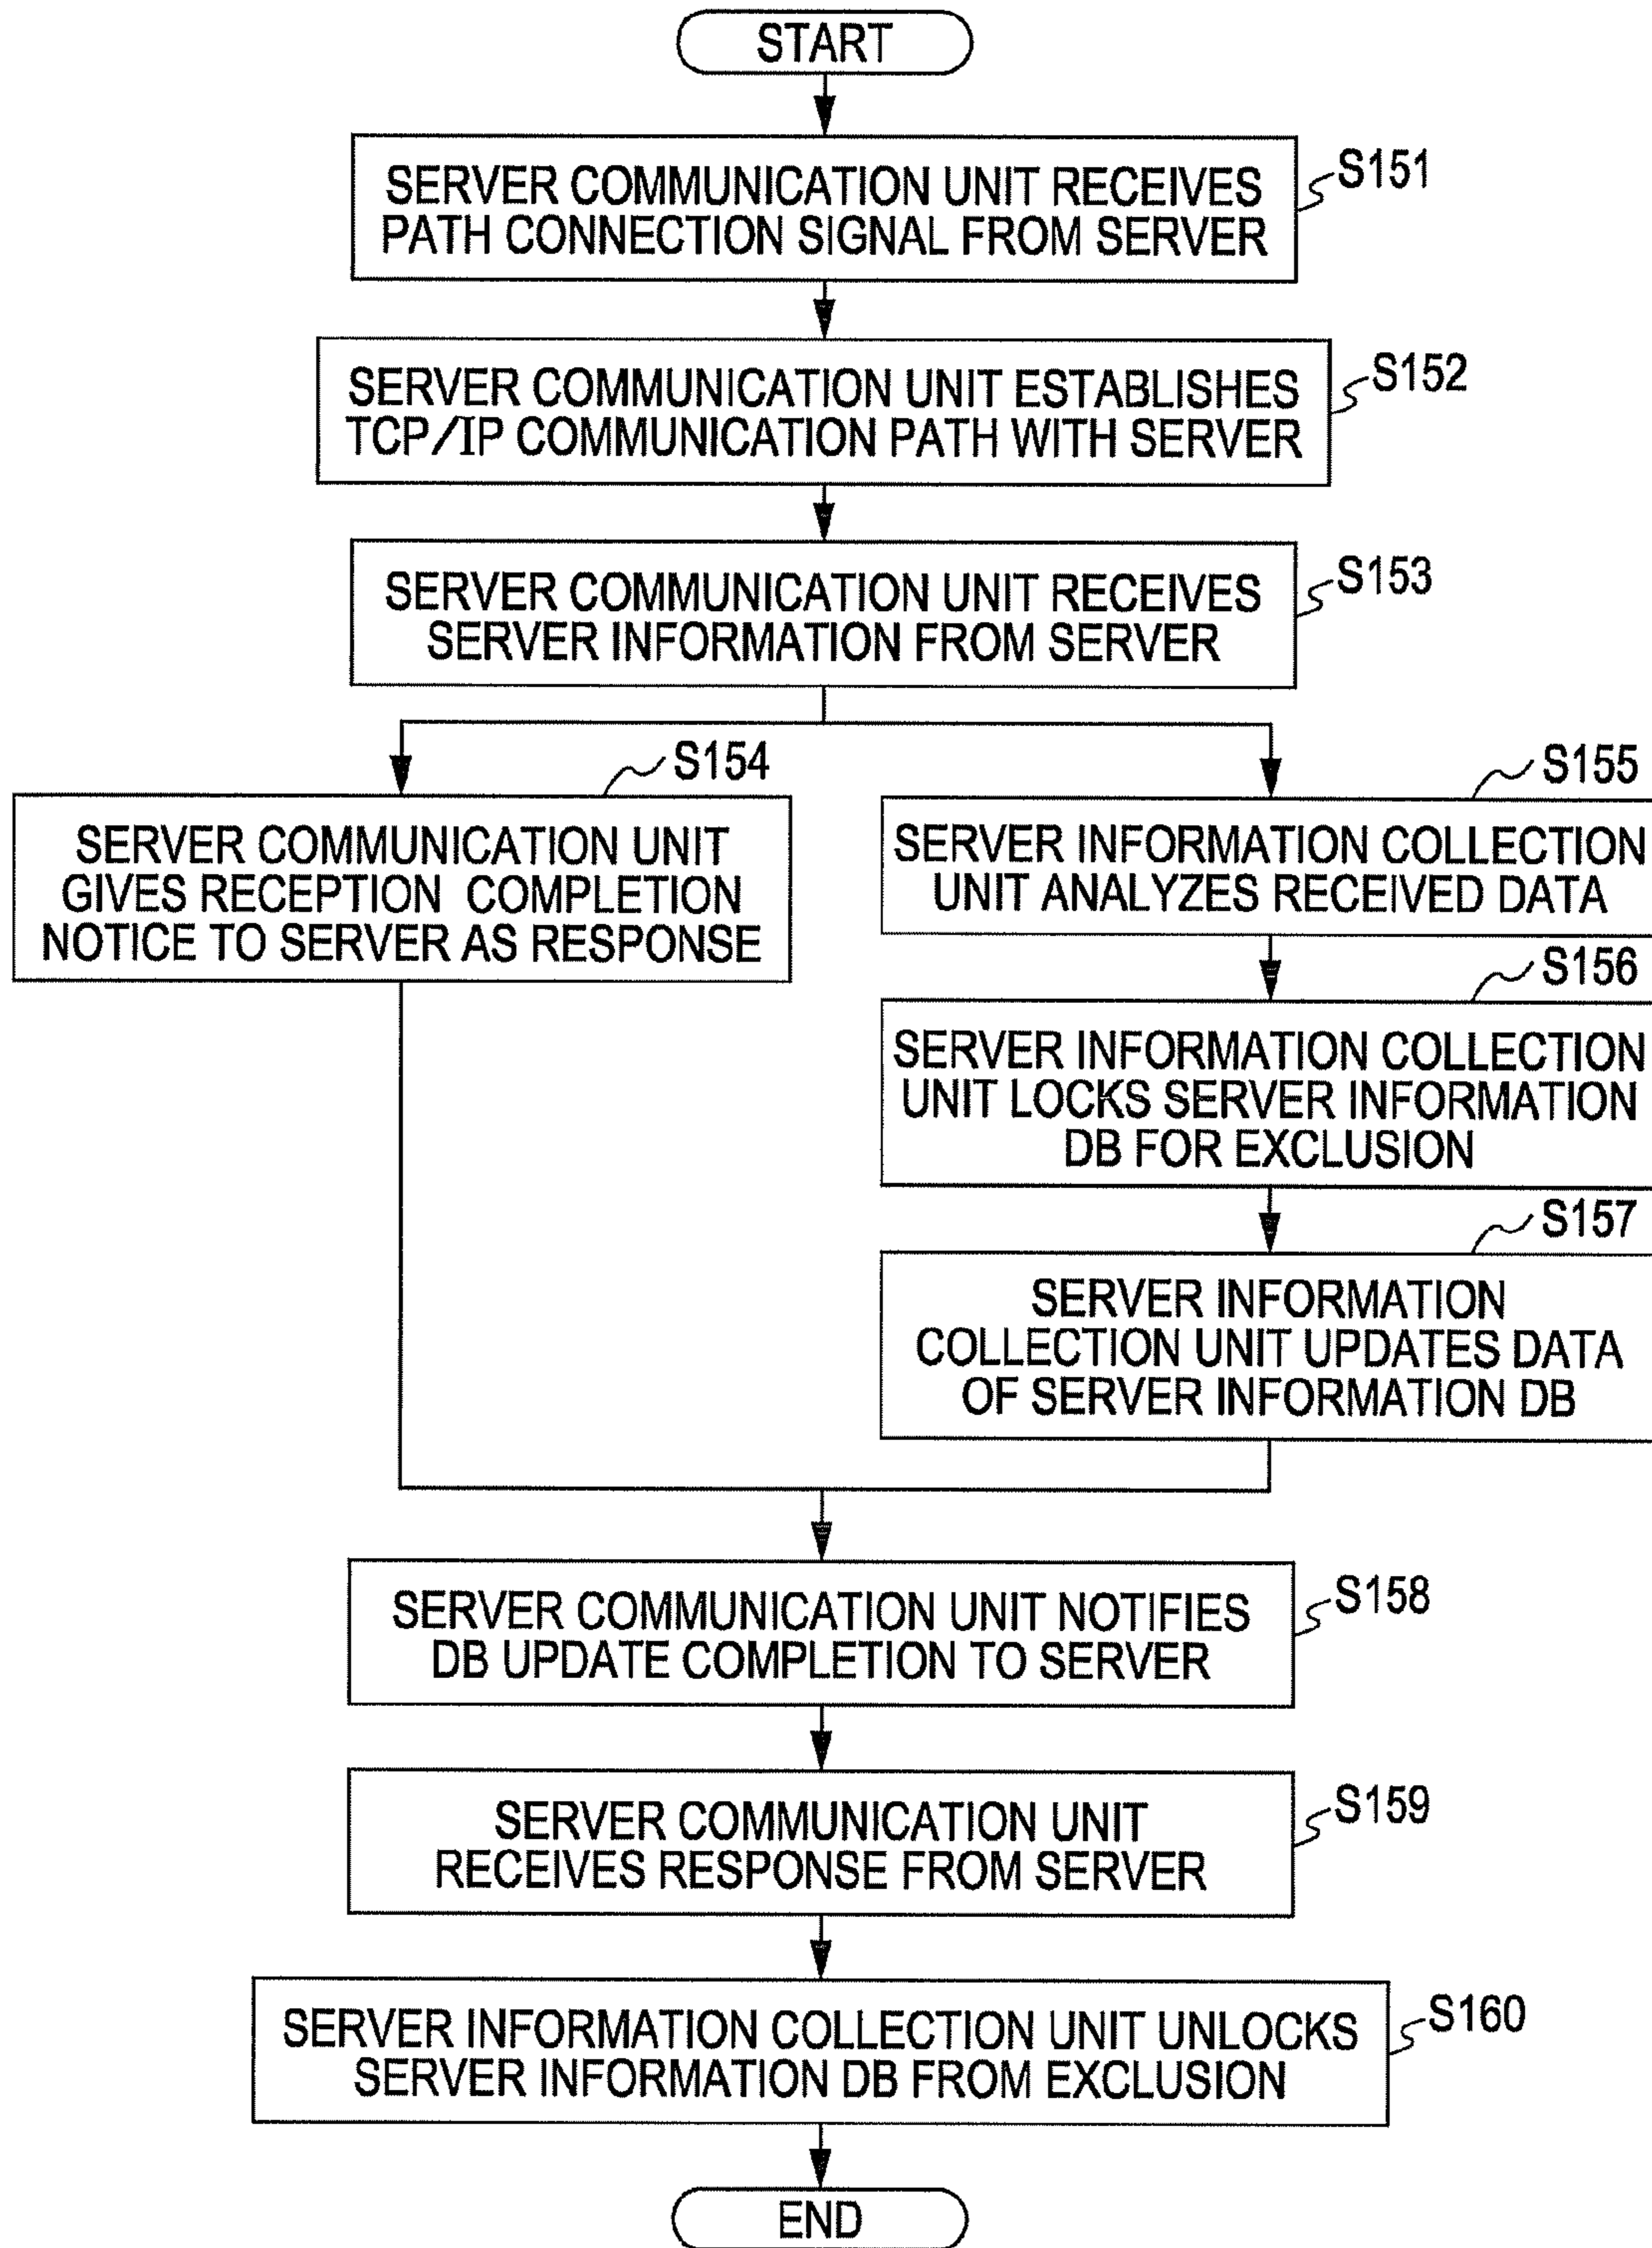 START
SERVER COMMUNICATION UNIT RECEIVES
PATH CONNECTION SIGNAL FROM SERVER
S151
SERVER COMMUNICATION UNIT ESTABLISHES
TCP/IP COMMUNICATION PATH WITH SERVER
S152
SERVER COMMUNICATION UNIT RECEIVES
SERVER INFORMATION FROM SERVER
S153
S154
SERVER COMMUNICATION UNIT
GIVES RECEPTION COMPLETION
NOTICE TO SERVER AS RESPONSE
S155
SERVER INFORMATION COLLECTION
UNIT ANALYZES RECEIVED DATA
S156
SERVER INFORMATION COLLECTION
UNIT LOCKS SERVER INFORMATION
DB FOR EXCLUSION
S157
SERVER INFORMATION
COLLECTION UNIT UPDATES DATA
OF SERVER INFORMATION DB
SERVER COMMUNICATION UNIT NOTIFIES
DB UPDATE COMPLETION TO SERVER
S158
SERVER COMMUNICATION UNIT
RECEIVES RESPONSE FROM SERVER
S159
SERVER INFORMATION COLLECTION UNIT UNLOCKS
SERVER INFORMATION DB FROM EXCLUSION
S160
END